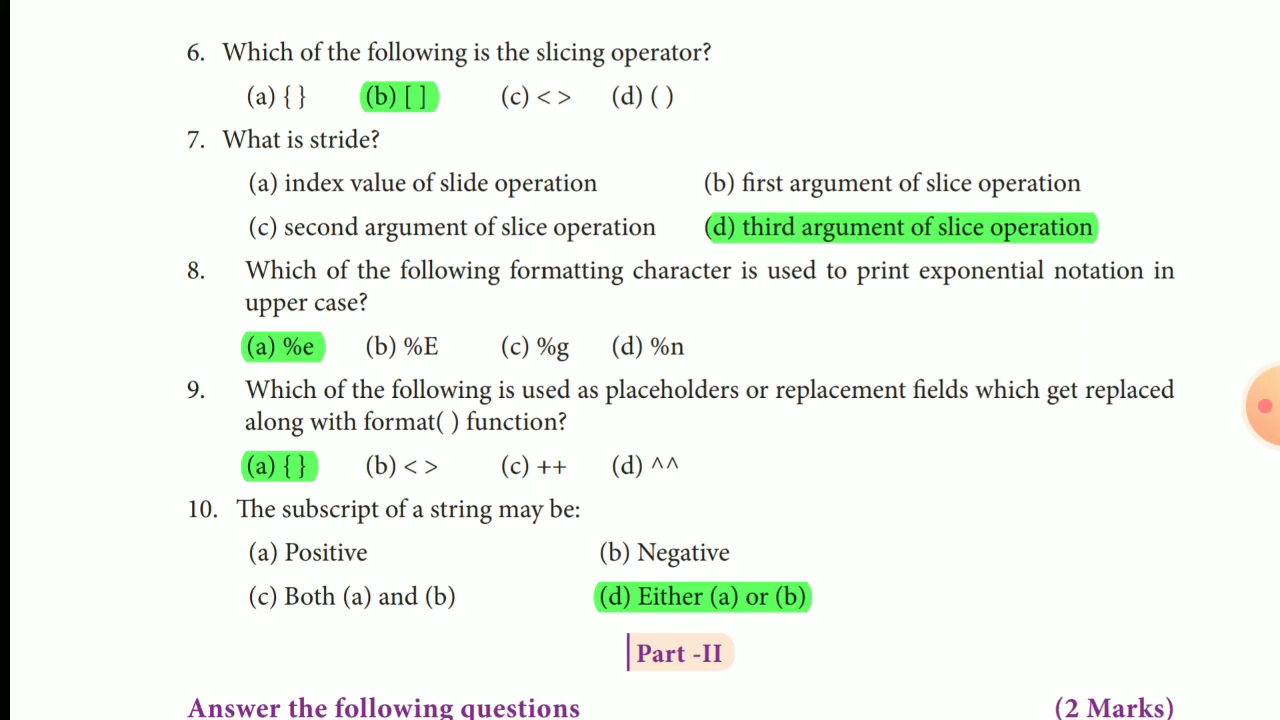 6. Which of the following is the slicing operator?
(a) { } (b) [ ] (c) < > (d) ( )
7. What is stride?
(a) index value of slide operation (b) first argument of slice operation
(c) second argument of slice operation (d) third argument of slice operation
8. Which of the following formatting character is used to print exponential notation in
upper case?
(a) %e (b) %E (c) %g (d) %n
9. Which of the following is used as placeholders or replacement fields which get replaced
along with format( ) function?
(a) { } (b) < > (c) ++ (d) ^^
10. The subscript of a string may be:
(a) Positive (b) Negative
(c) Both (a) and (b) (d) Either (a) or (b)
Part -II
Answer the following questions (2 Marks)